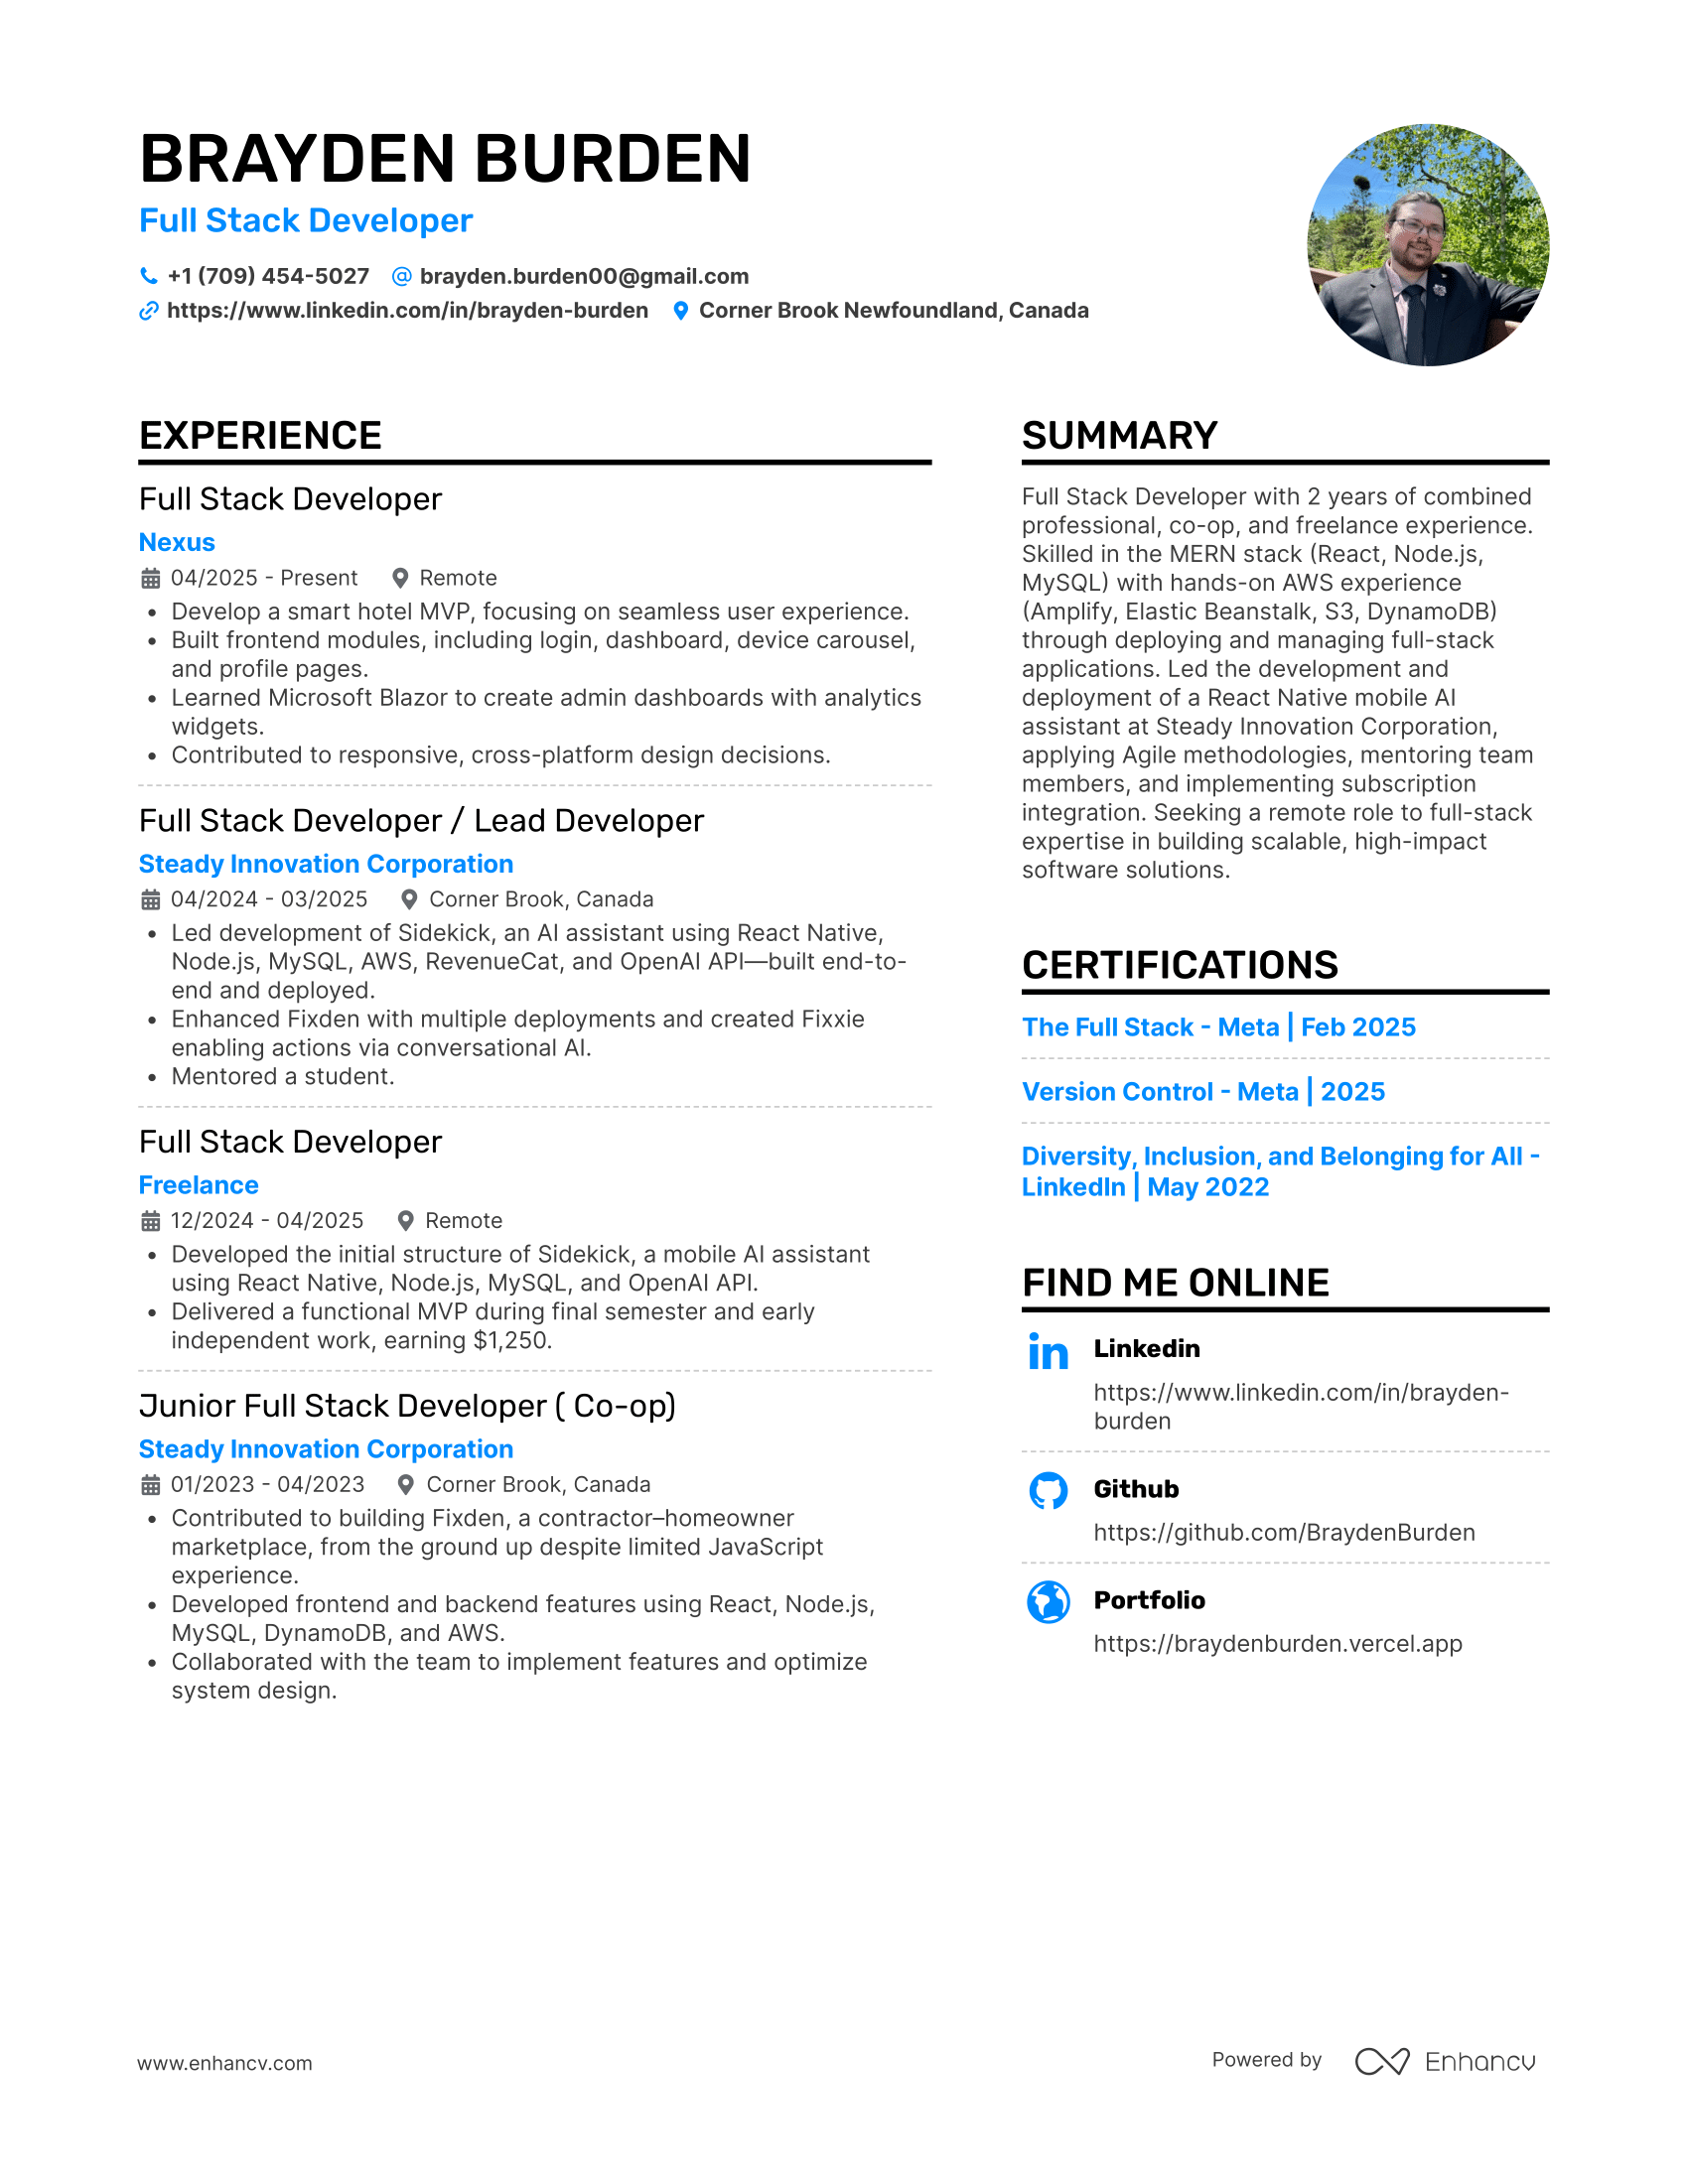 BRAYDEN BURDEN
Full Stack Developer
+1 (709) 454-5027 @ brayden.burden00@gmail.com
https://www.linkedin.com/in/brayden-burden Corner Brook Newfoundland, Canada
EXPERIENCE
Full Stack Developer
Nexus
04/2025 - Present Remote
• Develop a smart hotel MVP, focusing on seamless user experience.
• Built frontend modules, including login, dashboard, device carousel,
and profile pages.
• Learned Microsoft Blazor to create admin dashboards with analytics
widgets.
• Contributed to responsive, cross-platform design decisions.
Full Stack Developer / Lead Developer
Steady Innovation Corporation
04/2024 - 03/2025 Corner Brook, Canada
• Led development of Sidekick, an AI assistant using React Native,
Node.js, MySQL, AWS, RevenueCat, and OpenAI API—built end-to-
end and deployed.
• Enhanced Fixden with multiple deployments and created Fixxie
enabling actions via conversational AI.
• Mentored a student.
Full Stack Developer
Freelance
12/2024 - 04/2025 Remote
• Developed the initial structure of Sidekick, a mobile AI assistant
using React Native, Node.js, MySQL, and OpenAI API.
• Delivered a functional MVP during final semester and early
independent work, earning $1,250.
Junior Full Stack Developer ( Co-op)
Steady Innovation Corporation
01/2023 - 04/2023 Corner Brook, Canada
• Contributed to building Fixden, a contractor–homeowner
marketplace, from the ground up despite limited JavaScript
experience.
• Developed frontend and backend features using React, Node.js,
MySQL, DynamoDB, and AWS.
• Collaborated with the team to implement features and optimize
system design.
SUMMARY
Full Stack Developer with 2 years of combined
professional, co-op, and freelance experience.
Skilled in the MERN stack (React, Node.js,
MySQL) with hands-on AWS experience
(Amplify, Elastic Beanstalk, S3, DynamoDB)
through deploying and managing full-stack
applications. Led the development and
deployment of a React Native mobile AI
assistant at Steady Innovation Corporation,
applying Agile methodologies, mentoring team
members, and implementing subscription
integration. Seeking a remote role to full-stack
expertise in building scalable, high-impact
software solutions.
CERTIFICATIONS
The Full Stack - Meta | Feb 2025
Version Control - Meta | 2025
Diversity, Inclusion, and Belonging for All -
LinkedIn | May 2022
FIND ME ONLINE
in Linkedin
https://www.linkedin.com/in/brayden-
burden
Github
https://github.com/BraydenBurden
Portfolio
https://braydenburden.vercel.app
www.enhancv.com
Powered by Enhancv